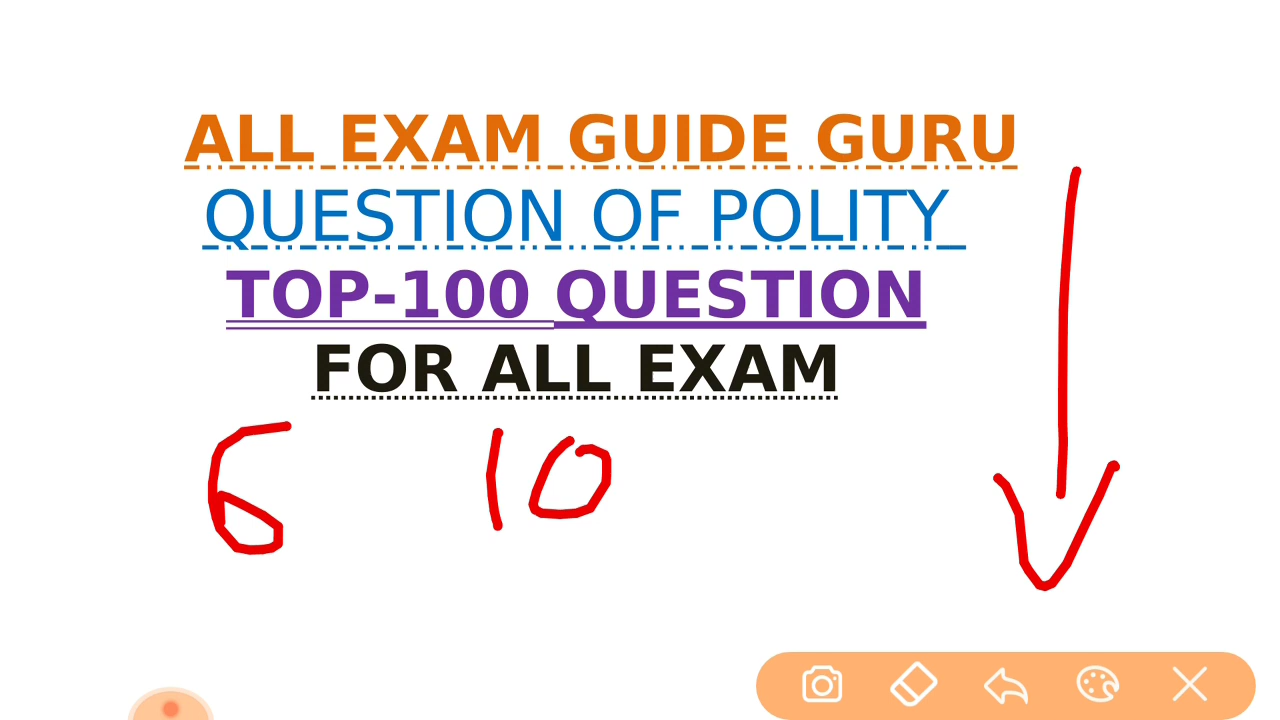 ALL EXAM GUIDE GURU
QUESTION OF POLITY
TOP-100 QUESTION
FOR ALL EXAM
6 10